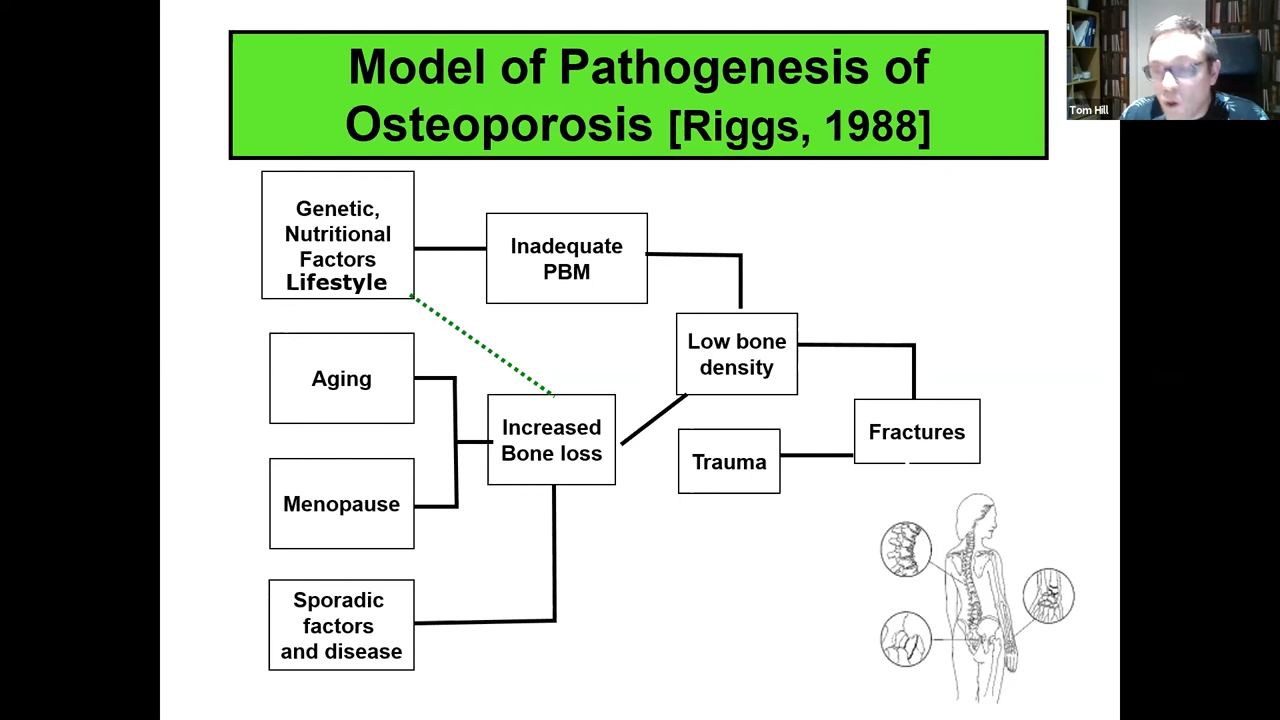 Model of Pathogenesis of
Osteoporosis [Riggs, 1988]
Tom Hill
Genetic,
Nutritional
Factors
Lifestyle
Inadequate
PBM
Low bone
density
Aging
Increased
Bone loss
Fractures
Trauma
Menopause
Sporadic
factors
and disease